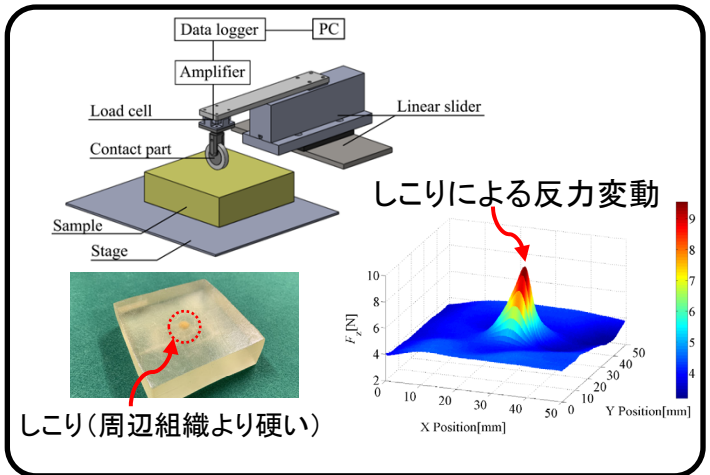 Data logger
PC
Amplifier
Load cell
Linear slider
Contact part
Sample
Stage
しこりによる反力変動
10
8
6
4
2
F_z[N]
0
10
20
30
40
50
X Position[mm]
0
10
20
30
40
50
Y Position[mm]
9
8
7
6
5
4
しこり(周辺組織より硬い)